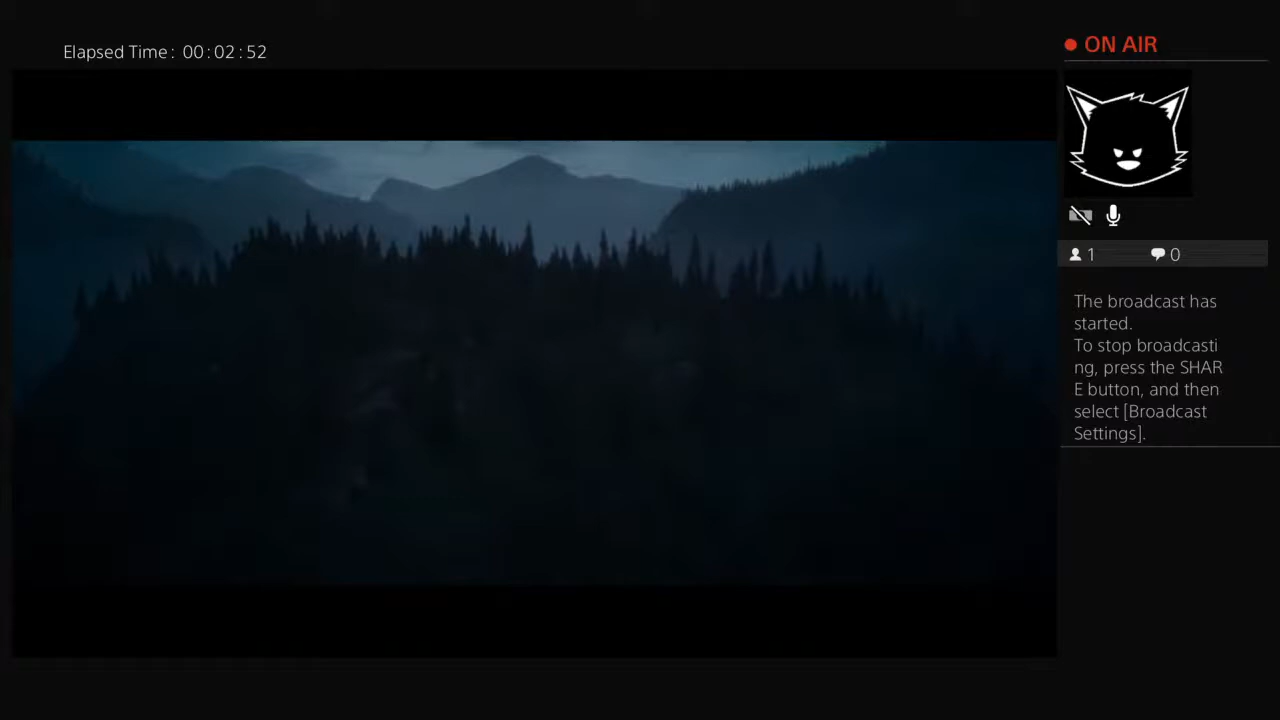 Elapsed Time: 00:02:52
ON AIR
1 0
The broadcast has
started.
To stop broadcasti
ng, press the SHAR
E button, and then
select [Broadcast
Settings].